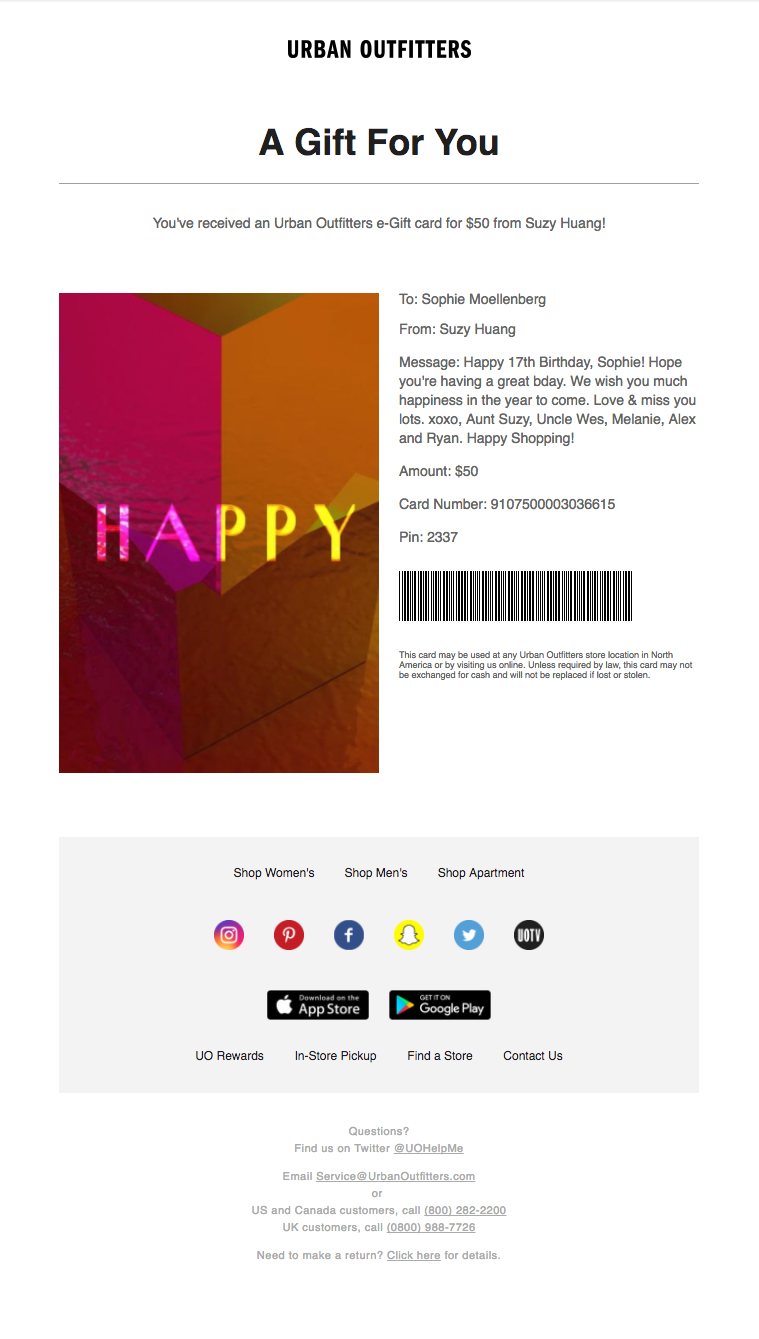 URBAN OUTFITTERS
A Gift For You
You've received an Urban Outfitters e-Gift card for $50 from Suzy Huang!
HAPPY
To: Sophie Moellenberg
From: Suzy Huang
Message: Happy 17th Birthday, Sophie! Hope
you're having a great bday. We wish you much
happiness in the year to come. Love & miss you
lots. xoxo, Aunt Suzy, Uncle Wes, Melanie, Alex
and Ryan. Happy Shopping!
Amount: $50
Card Number: 9107500003036615
Pin: 2337
This card may be used at any Urban Outfitters store location in North
America or by visiting us online. Unless required by law, this card may not
be exchanged for cash and will not be replaced if lost or stolen.
Shop Women's Shop Men's Shop Apartment
UOTV
Download on the GET IT ON
App Store Google Play
UO Rewards In-Store Pickup Find a Store Contact Us
Questions?
Find us on Twitter @UOHelpMe
Email Service@UrbanOutfitters.com
or
US and Canada customers, call (800) 282-2200
UK customers, call (0800) 988-7726
Need to make a return? Click here for details.